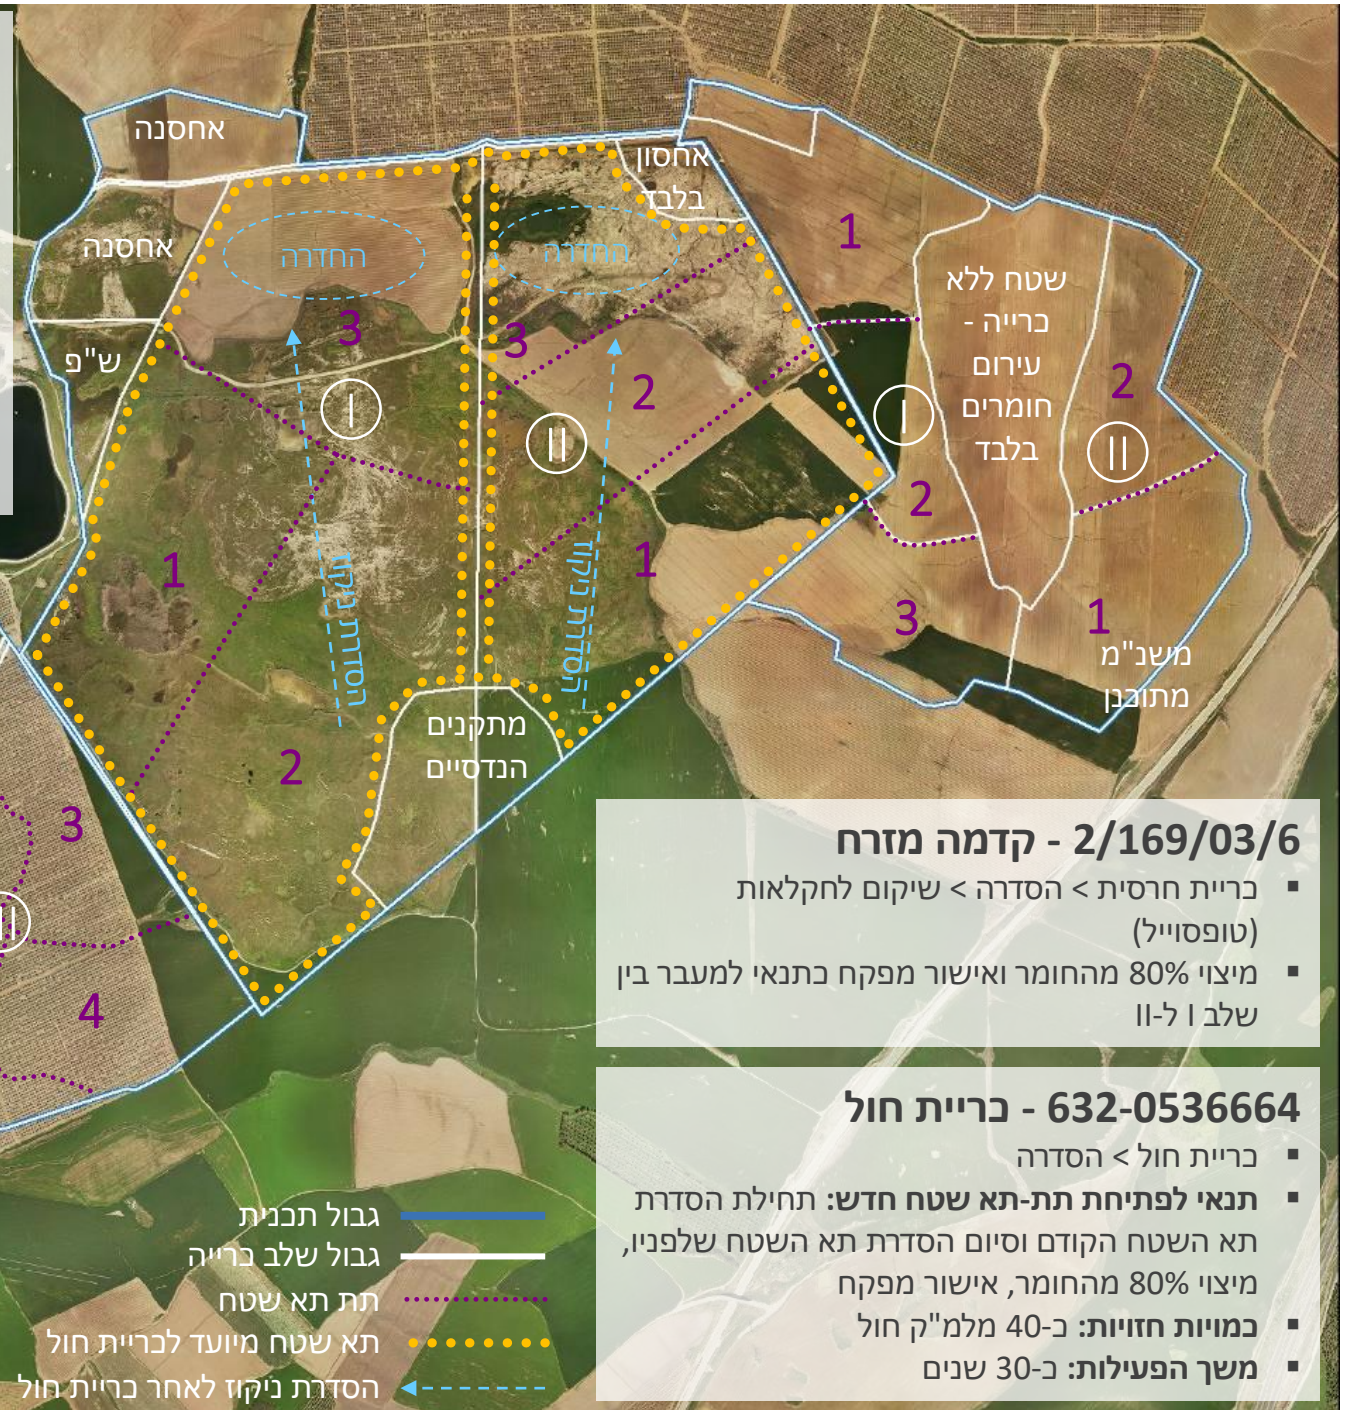 אחסנה
אחסון
בלבד
אחסנה
החדרה
החדרה
1
שטח ללא
כרייה -
עירום
חומרים
בלבד
3
3
ש"פ
2
2
I
I
II
II
2
1
1
הסדרת ניקוז
הסדרת ניקוז
3
1
משנ"מ
מתוכנן
מתקנים
הנדסיים
2
3
II
4
2/169/03/6 - קדמה מזרח
▪ כריית חרסית > הסדרה > שיקום לחקלאות
(טופסוייל)
▪ מיצוי 80% מהחומר ואישור מפקח כתנאי למעבר בין
שלב I ל-II
632-0536664 - כריית חול
▪ כריית חול > הסדרה
▪ תנאי לפתיחת תת-תא שטח חדש: תחילת הסדרת
תא השטח הקודם וסיום הסדרת תא השטח שלפניו,
מיצוי 80% מהחומר, אישור מפקח
▪ כמויות חזויות: כ-40 מלמ"ק חול
▪ משך הפעילות: כ-30 שנים
גבול תכנית
גבול שלב כרייה
תת תא שטח
תא שטח מיועד לכריית חול
הסדרת ניקוז לאחר כריית חול